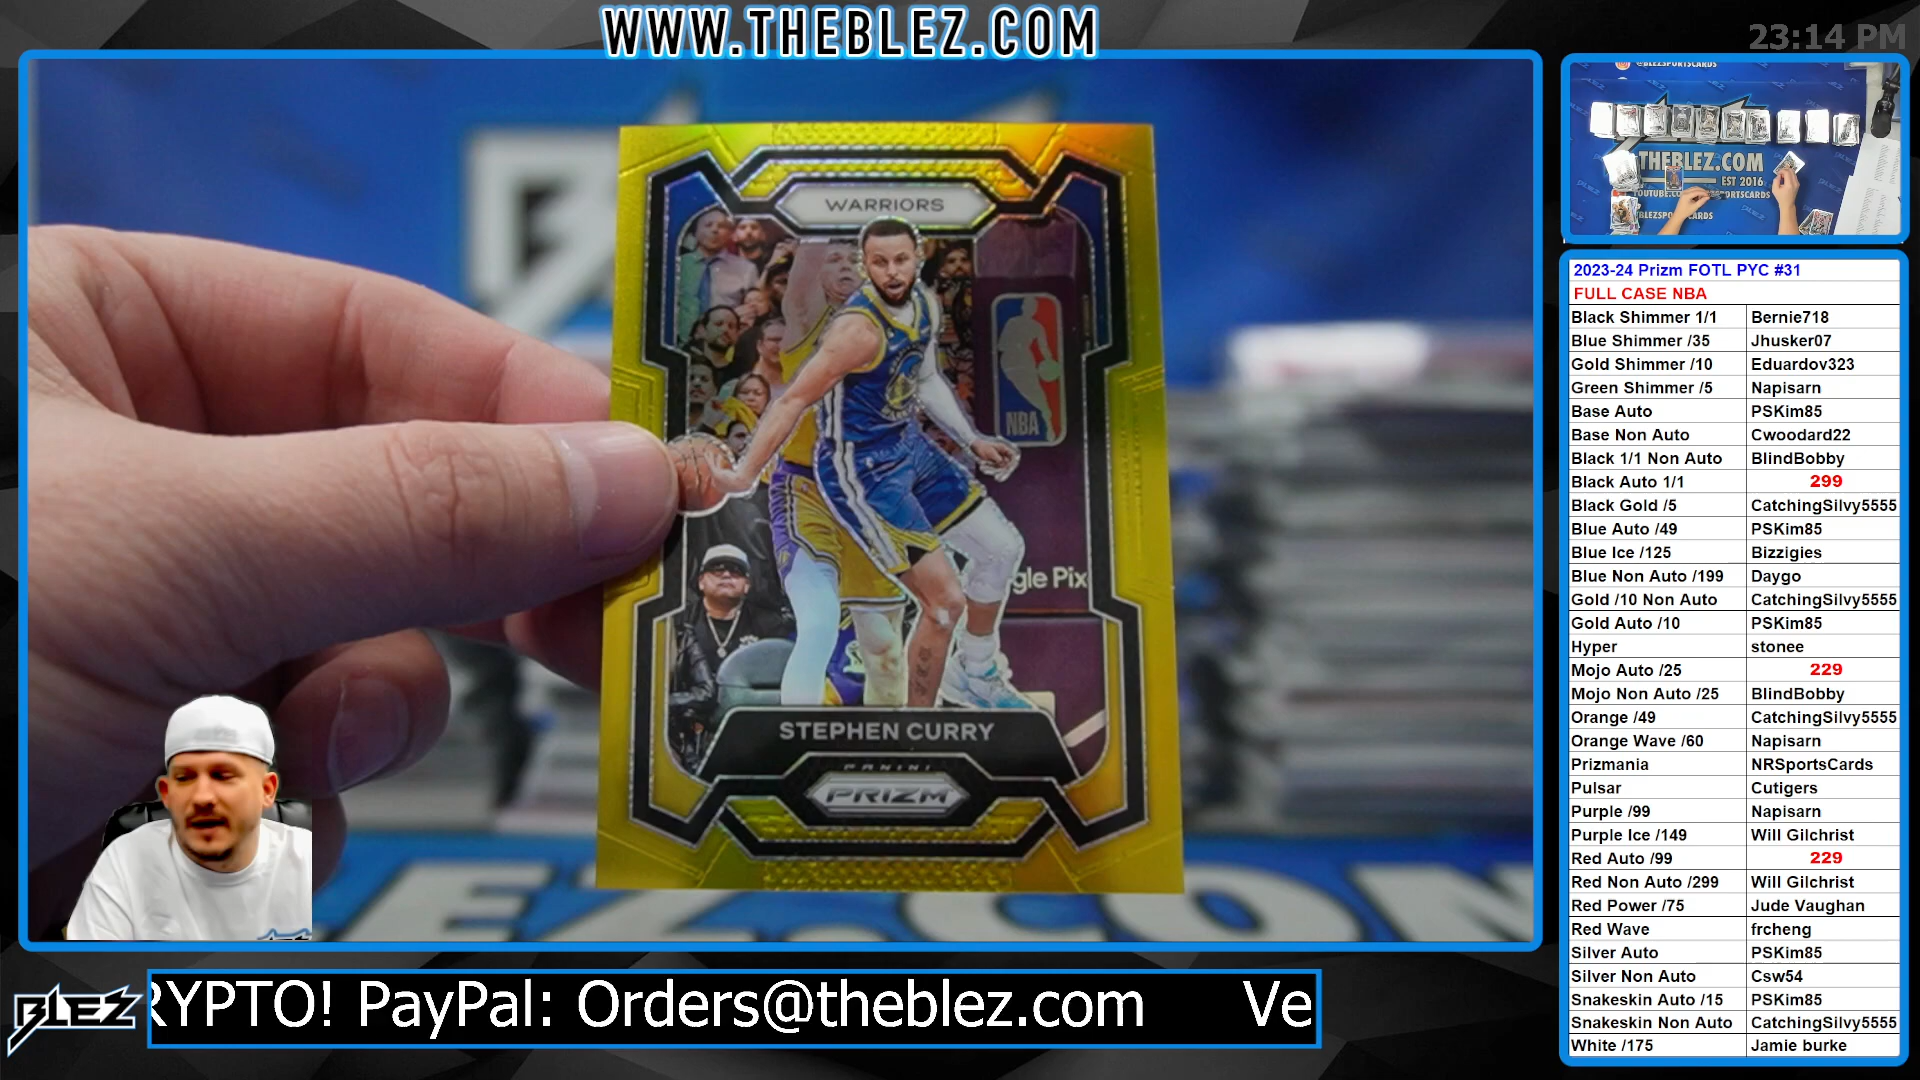 WWW.THEBLEZ.COM
23:14 PM
WARRIORS
NBA
gle Pix
STEPHEN CURRY
PANINI
PRIZM
@BLEZSPORTSCARDS
THEBLEZ.COM
EST 2016
2023-24 Prizm FOTL PYC #31
FULL CASE NBA
Black Shimmer 1/1 Bernie718
Blue Shimmer /35 Jhusker07
Gold Shimmer /10 Eduardov323
Green Shimmer /5 Napisarn
Base Auto PSKim85
Base Non Auto Cwoodard22
Black 1/1 Non Auto BlindBobby
Black Auto 1/1 299
Black Gold /5 CatchingSilvy5555
Blue Auto /49 PSKim85
Blue Ice /125 Bizzigies
Blue Non Auto /199 Daygo
Gold /10 Non Auto CatchingSilvy5555
Gold Auto /10 PSKim85
Hyper stonee
Mojo Auto /25 229
Mojo Non Auto /25 BlindBobby
Orange /49 CatchingSilvy5555
Orange Wave /60 Napisarn
Prizmania NRSportsCards
Pulsar Cutigers
Purple /99 Napisarn
Purple Ice /149 Will Gilchrist
Red Auto /99 229
Red Non Auto /299 Will Gilchrist
Red Power /75 Jude Vaughan
Red Wave frcheng
Silver Auto PSKim85
Silver Non Auto Csw54
Snakeskin Auto /15 PSKim85
Snakeskin Non Auto CatchingSilvy5555
White /175 Jamie burke
BLEZ
RYPTO! PayPal: Orders@theblez.com Ve